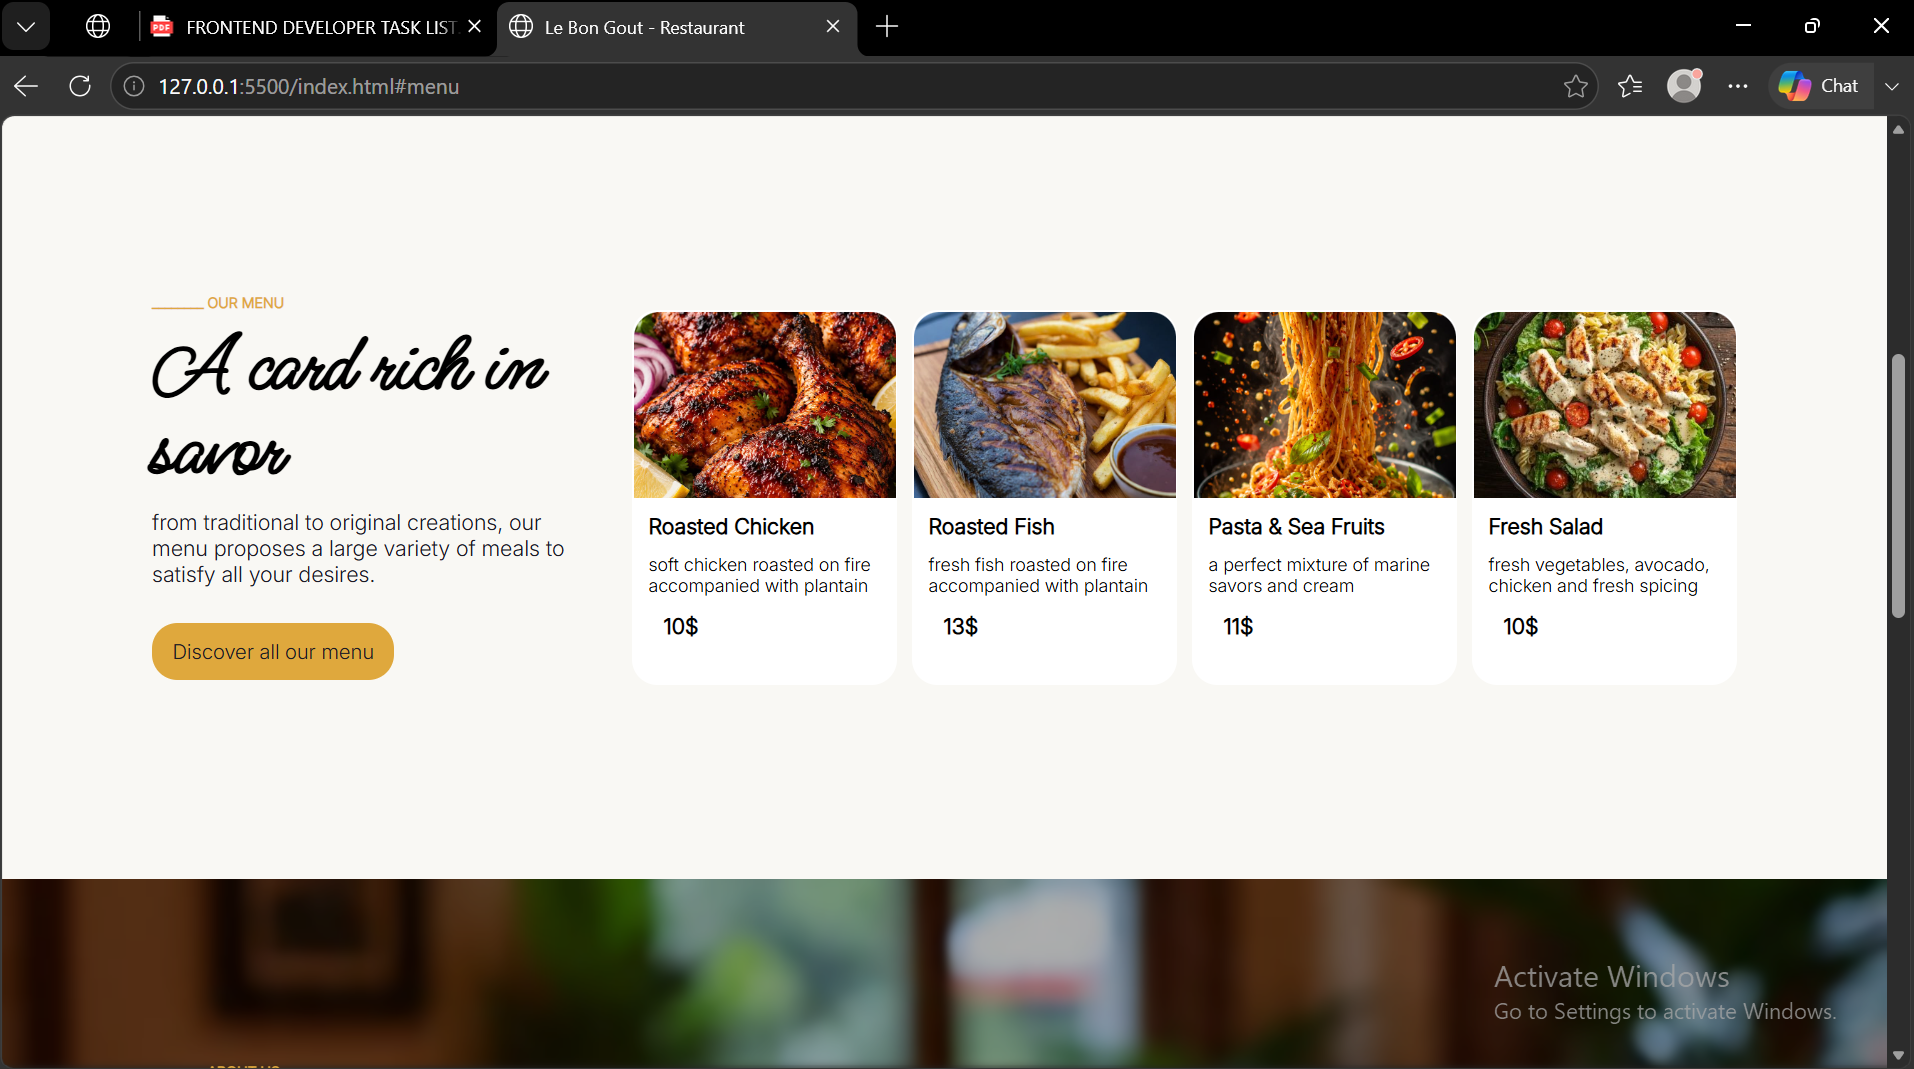 FRONTEND DEVELOPER TASK LIST
Le Bon Gout - Restaurant
127.0.0.1:5500/index.html#menu
Chat
OUR MENU
A card rich in
savor
from traditional to original creations, our
menu proposes a large variety of meals to
satisfy all your desires.
Discover all our menu
Roasted Chicken
soft chicken roasted on fire
accompanied with plantain
10$
Roasted Fish
fresh fish roasted on fire
accompanied with plantain
13$
Pasta & Sea Fruits
a perfect mixture of marine
savors and cream
11$
Fresh Salad
fresh vegetables, avocado,
chicken and fresh spicing
10$
Activate Windows
Go to Settings to activate Windows.